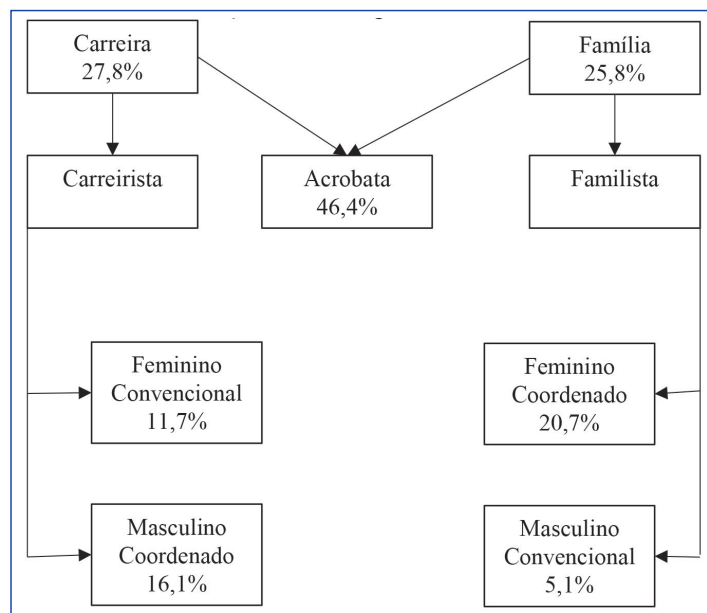 Carreira
27,8%
Família
25,8%
Carreirista
Acrobata
46,4%
Familista
Feminino
Convencional
11,7%
Feminino
Coordenado
20,7%
Masculino
Coordenado
16,1%
Masculino
Convencional
5,1%